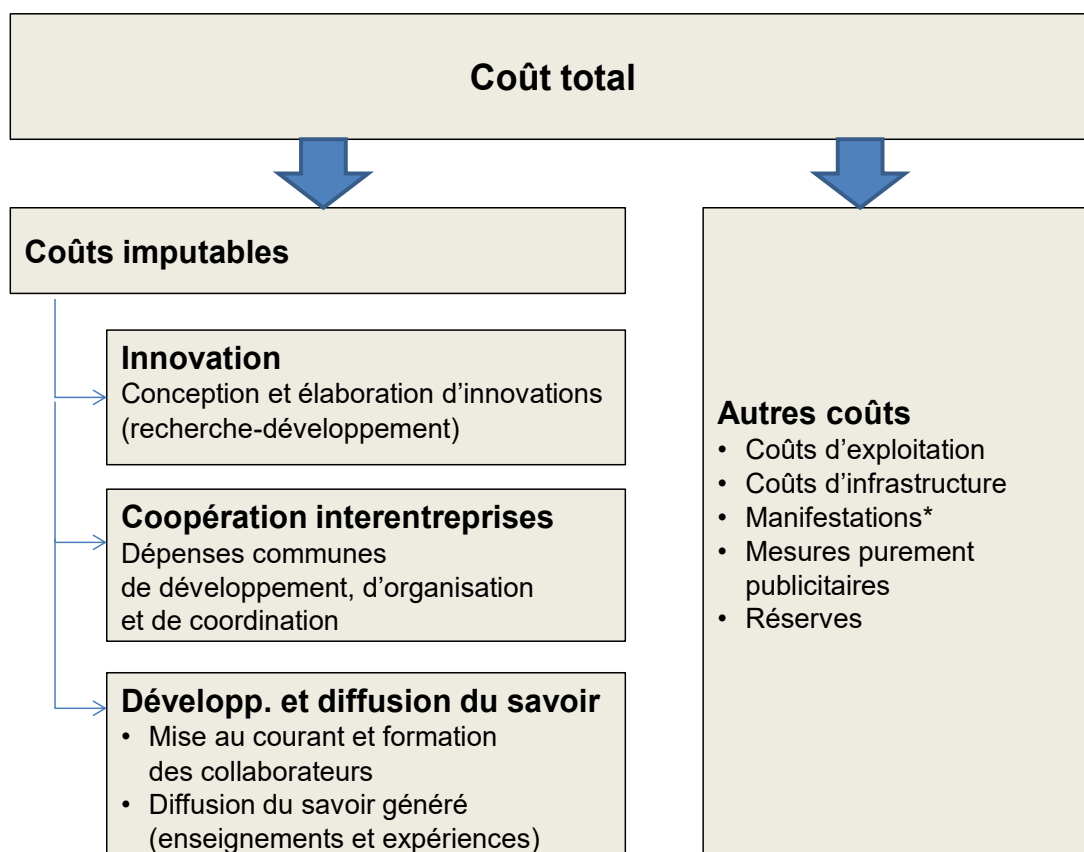 Coût total
Coûts imputables
Innovation
Conception et élaboration d’innovations
(recherche-développement)
Coopération interentreprises
Dépenses communes
de développement, d’organisation
et de coordination
Développ. et diffusion du savoir
• Mise au courant et formation
des collaborateurs
• Diffusion du savoir généré
(enseignements et expériences)
Autres coûts
• Coûts d’exploitation
• Coûts d’infrastructure
• Manifestations*
• Mesures purement
publicitaires
• Réserves